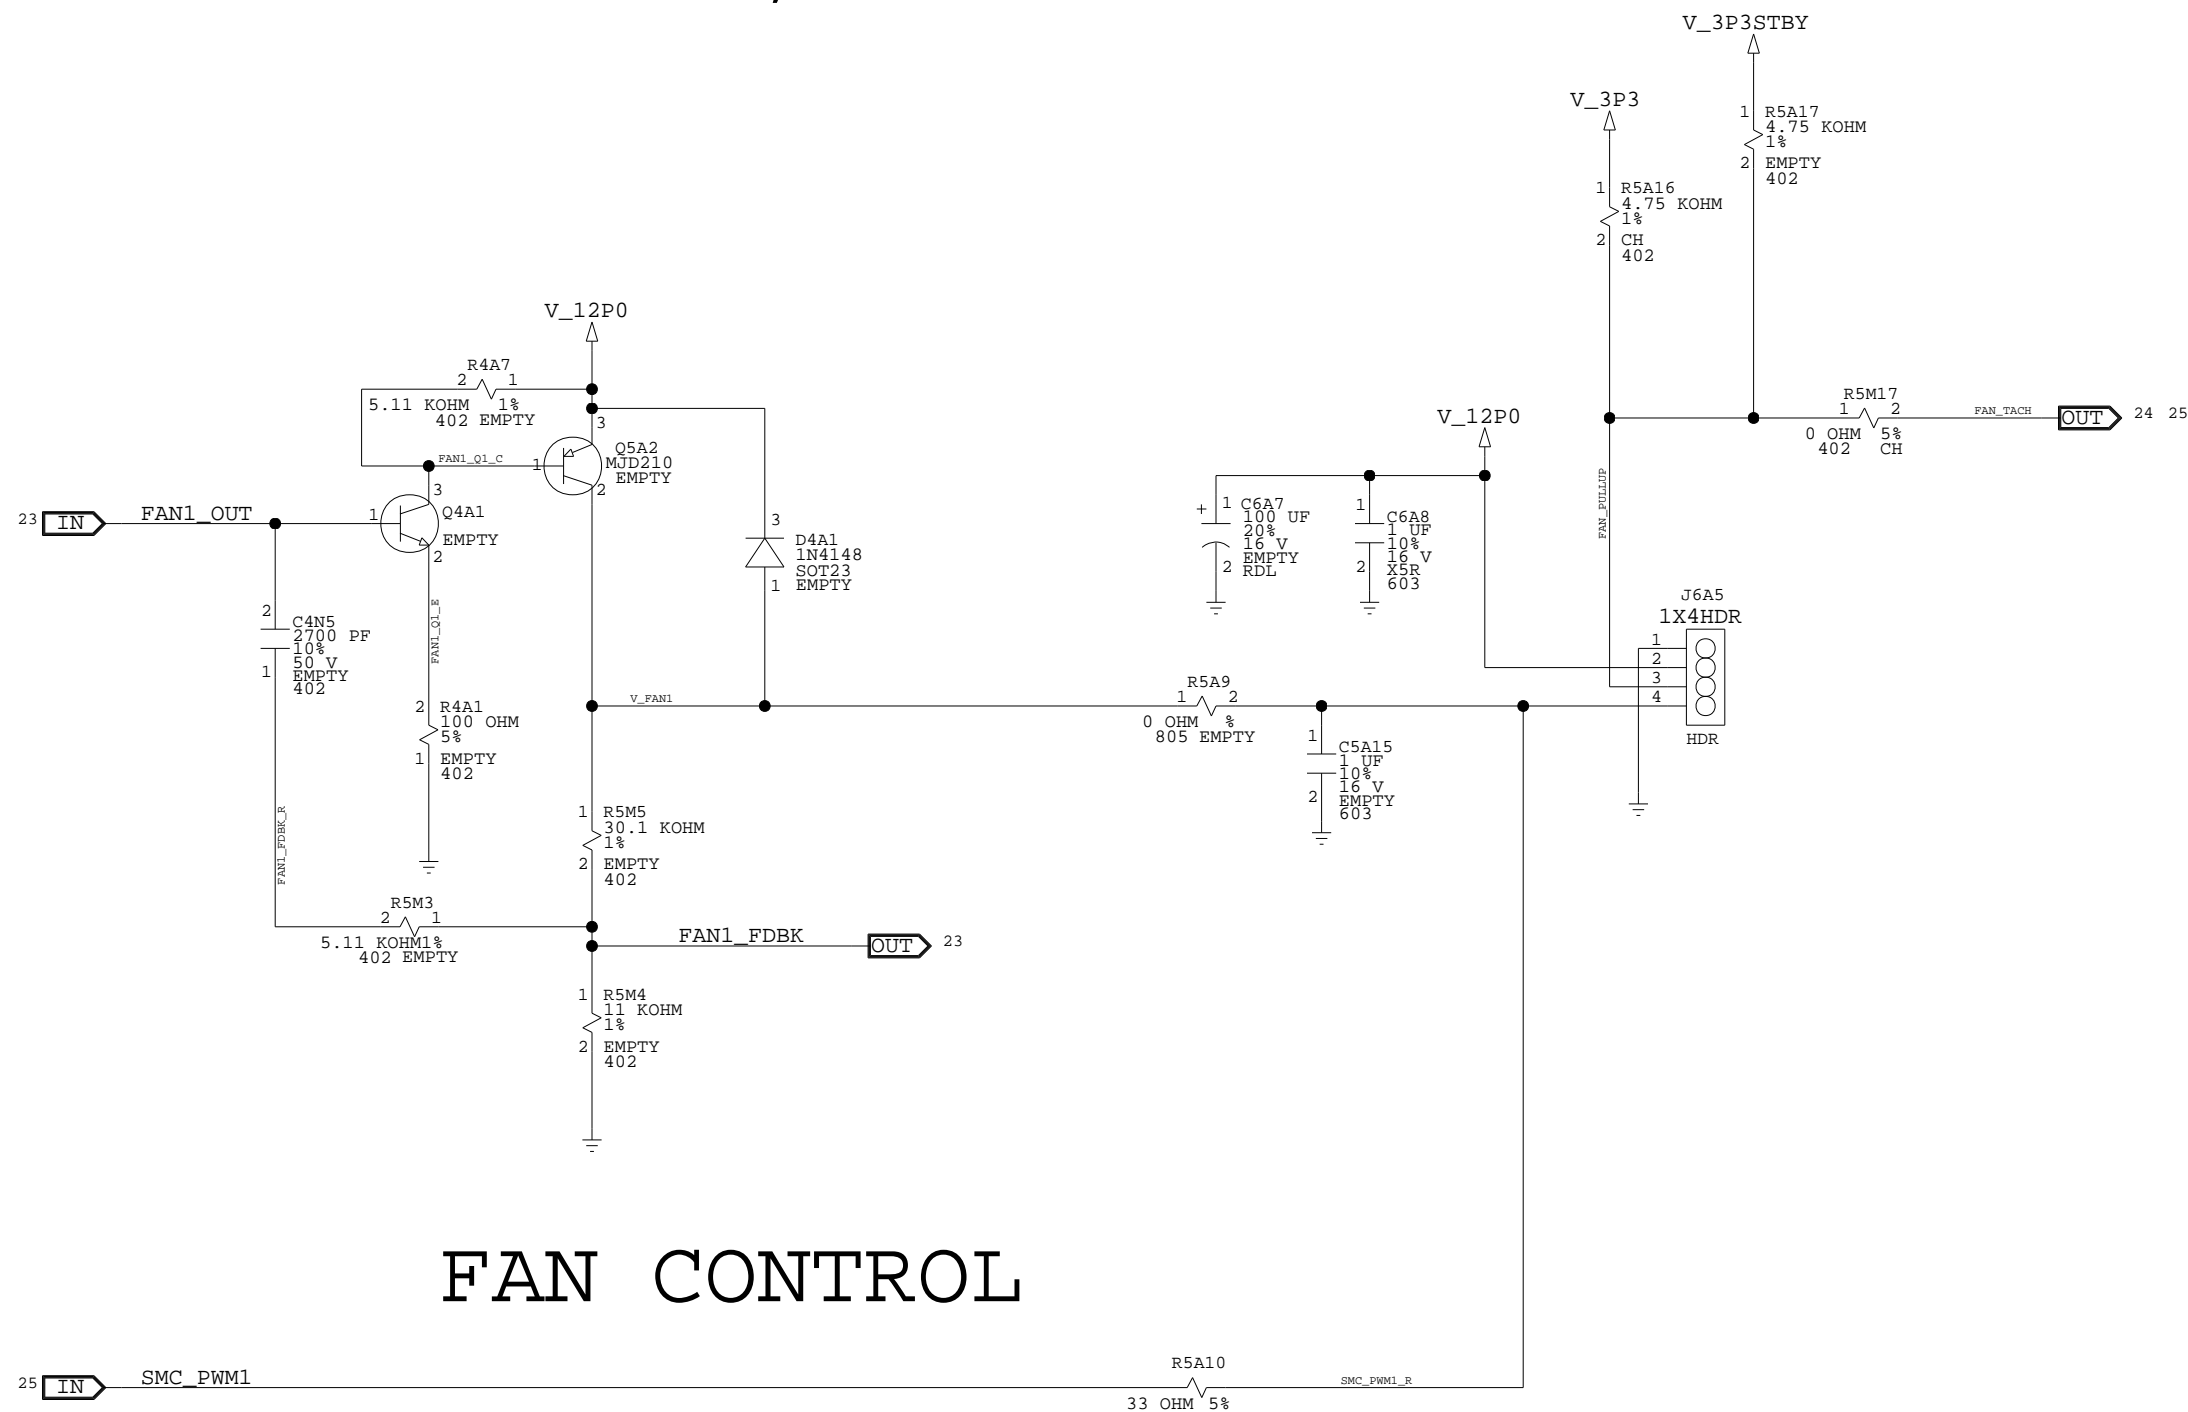 V_3P3STBY
1 R5A17
4.75 KOHM
1%
2 EMPTY
402
V_3P3
1 R5A16
4.75 KOHM
1%
2 CH
402
V_12P0
R4A7
2 1
5.11 KOHM 1%
402 EMPTY
3
Q5A2
MJD210
EMPTY
1
2
FAN1_Q1_C
3
Q4A1
EMPTY
1
2
23 IN FAN1_OUT
3
D4A1
1N4148
SOT23
EMPTY
1
2
C4N5
2700 PF
10%
50 V
EMPTY
402
1
FAN1_Q1_E
2 R4A1
100 OHM
5%
1 EMPTY
402
FAN1_FDBK_R
V_FAN1
1 R5M5
30.1 KOHM
1%
2 EMPTY
402
R5M3
2 1
5.11 KOHM1%
402 EMPTY
FAN1_FDBK OUT 23
1 R5M4
11 KOHM
1%
2 EMPTY
402
V_12P0
+ 1 C6A7
100 UF
20%
16 V
EMPTY
2 RDL
1
C6A8
1 UF
10%
16 V
2 X5R
603
R5M17
1 2
0 OHM 5%
402 CH
FAN_TACH OUT 24 25
FAN_PULLUP
J6A5
1X4HDR
1
2
3
4
HDR
R5A9
1 2
0 OHM %
805 EMPTY
1
C5A15
1 UF
10%
16 V
2 EMPTY
603
FAN CONTROL
25 IN SMC_PWM1
R5A10
33 OHM 5%
SMC_PWM1_R